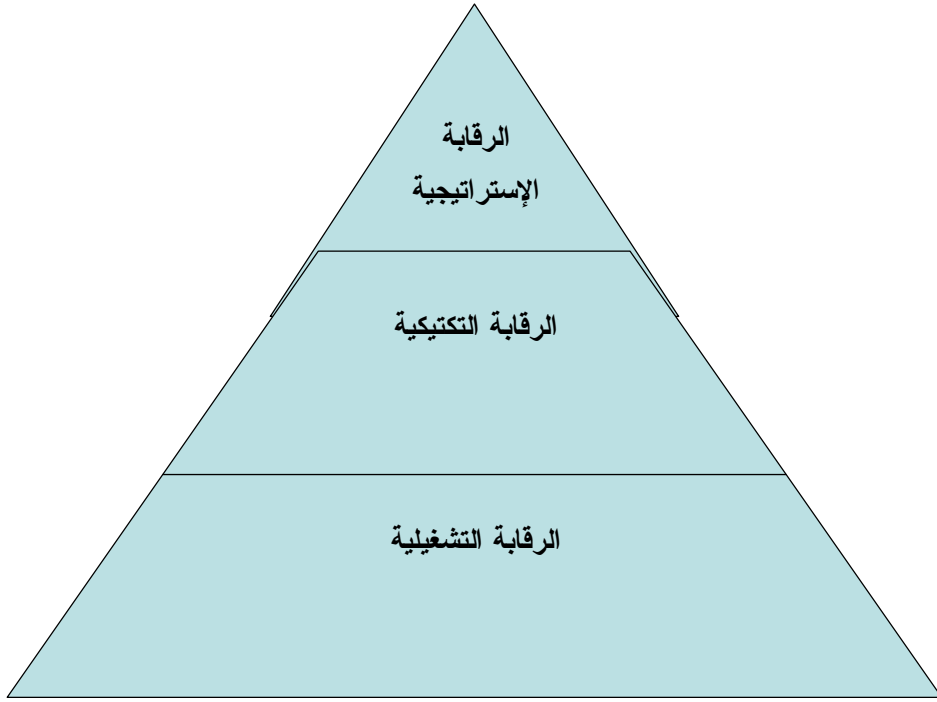 الرقابة
الإستراتيجية
الرقابة التكتيكية
الرقابة التشغيلية